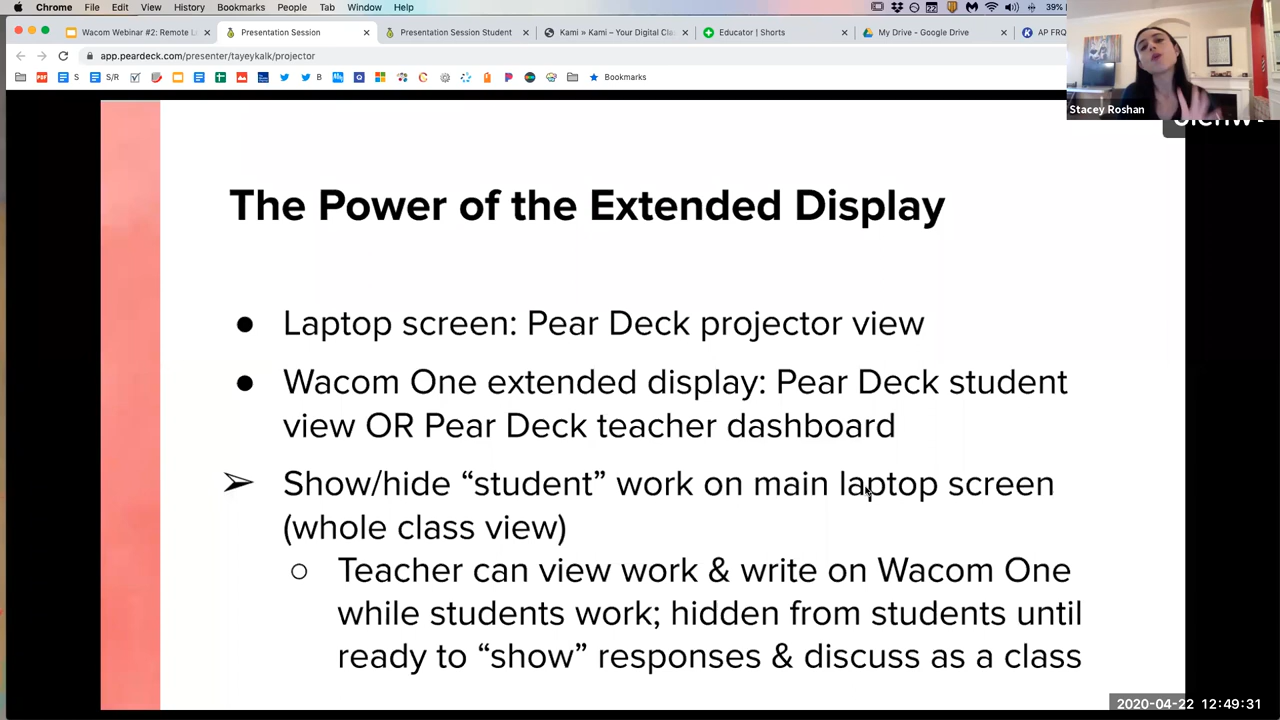 Chrome File Edit View History Bookmarks People Tab Window Help 39%
Wacom Webinar #2: Remote L
Presentation Session
Presentation Session Student
Kami » Kami – Your Digital Cla
Educator | Shorts
My Drive - Google Drive
AP FRQ
app.peardeck.com/presenter/tayeykalk/projector
S S/R B Bookmarks
Stacey Roshan
The Power of the Extended Display
● Laptop screen: Pear Deck projector view
● Wacom One extended display: Pear Deck student
view OR Pear Deck teacher dashboard
➢ Show/hide “student” work on main laptop screen
(whole class view)
○ Teacher can view work & write on Wacom One
while students work; hidden from students until
ready to “show” responses & discuss as a class
2020-04-22 12:49:31